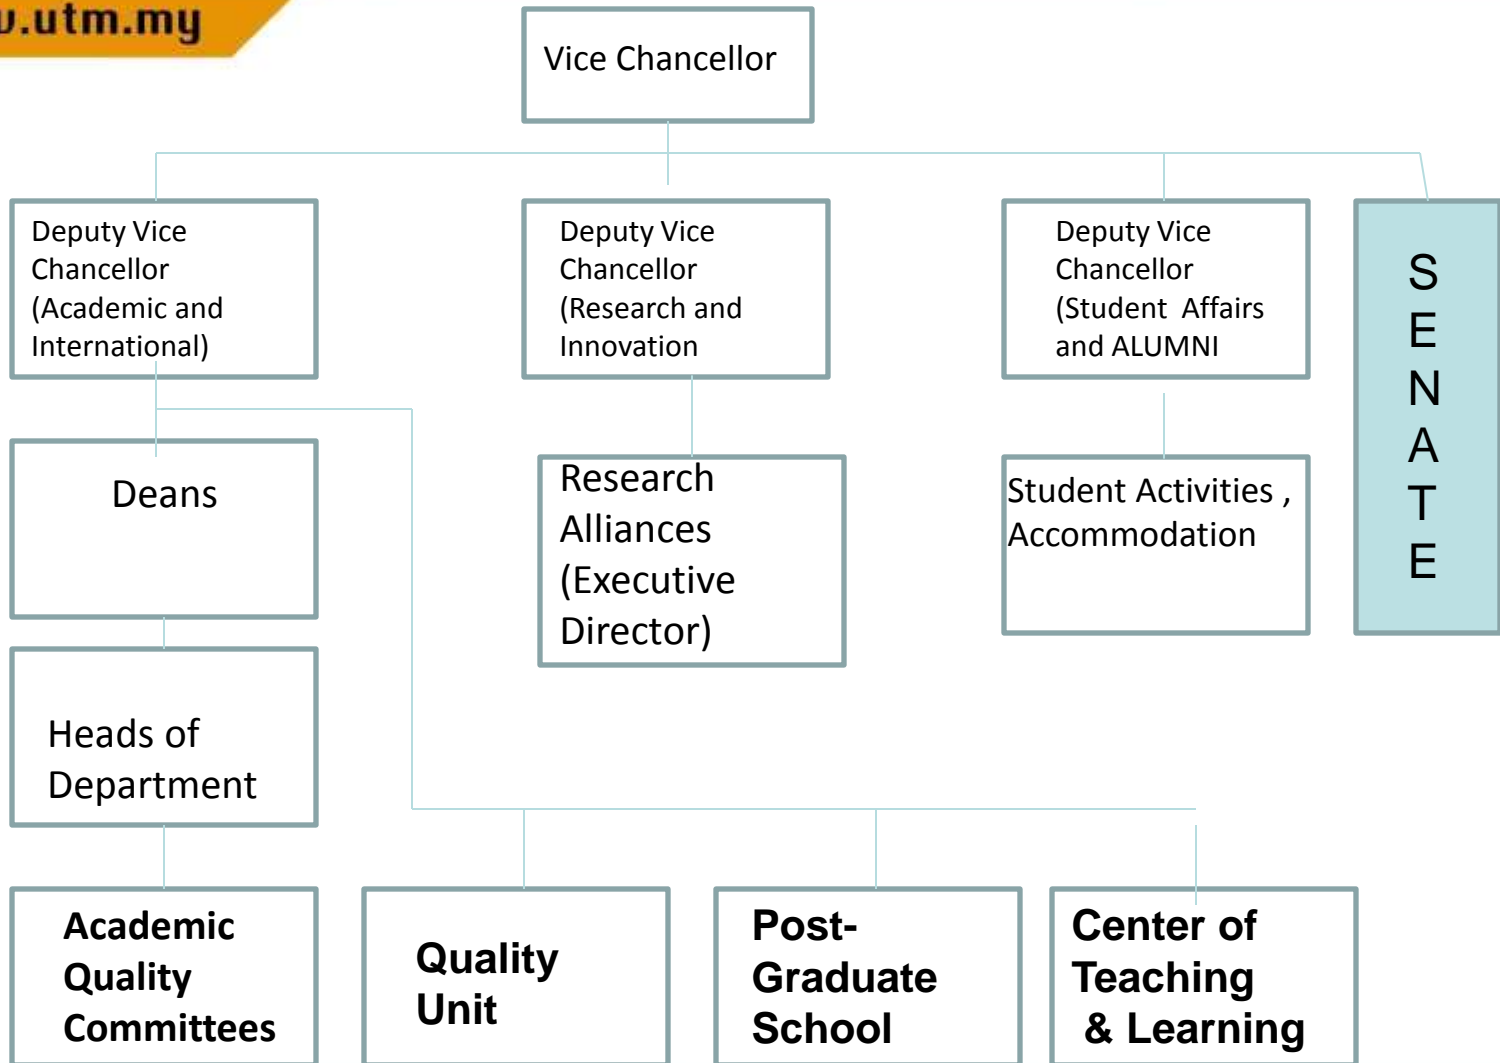 .utm.my
Vice Chancellor
Deputy Vice
Chancellor
(Academic and
International)
Deputy Vice
Chancellor
(Research and
Innovation
Deputy Vice
Chancellor
(Student Affairs
and ALUMNI
S
E
N
A
T
E
Deans
Research
Alliances
(Executive
Director)
Student Activities ,
Accommodation
Heads of
Department
Academic
Quality
Committees
Quality
Unit
Post-
Graduate
School
Center of
Teaching
& Learning